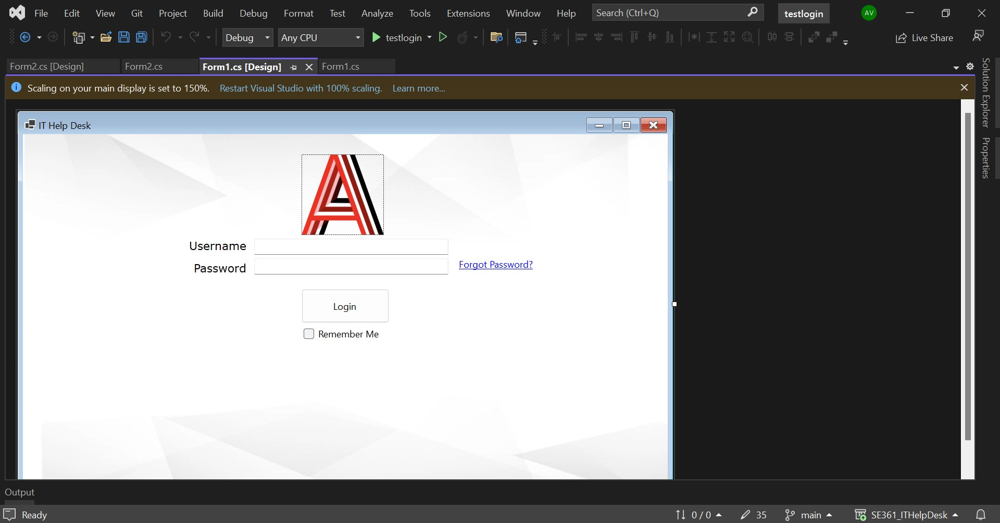 File Edit View Git Project Build Debug Format Test Analyze Tools Extensions Window Help Search (Ctrl+Q) testlogin AV
Debug Any CPU testlogin Live Share
Form2.cs [Design] Form2.cs Form1.cs [Design] Form1.cs
Scaling on your main display is set to 150%. Restart Visual Studio with 100% scaling. Learn more...
Solution Explorer
Properties
IT Help Desk
Username
Password Forgot Password?
Login
Remember Me
Output
Ready 0 / 0 35 main SE361_ITHelpDesk